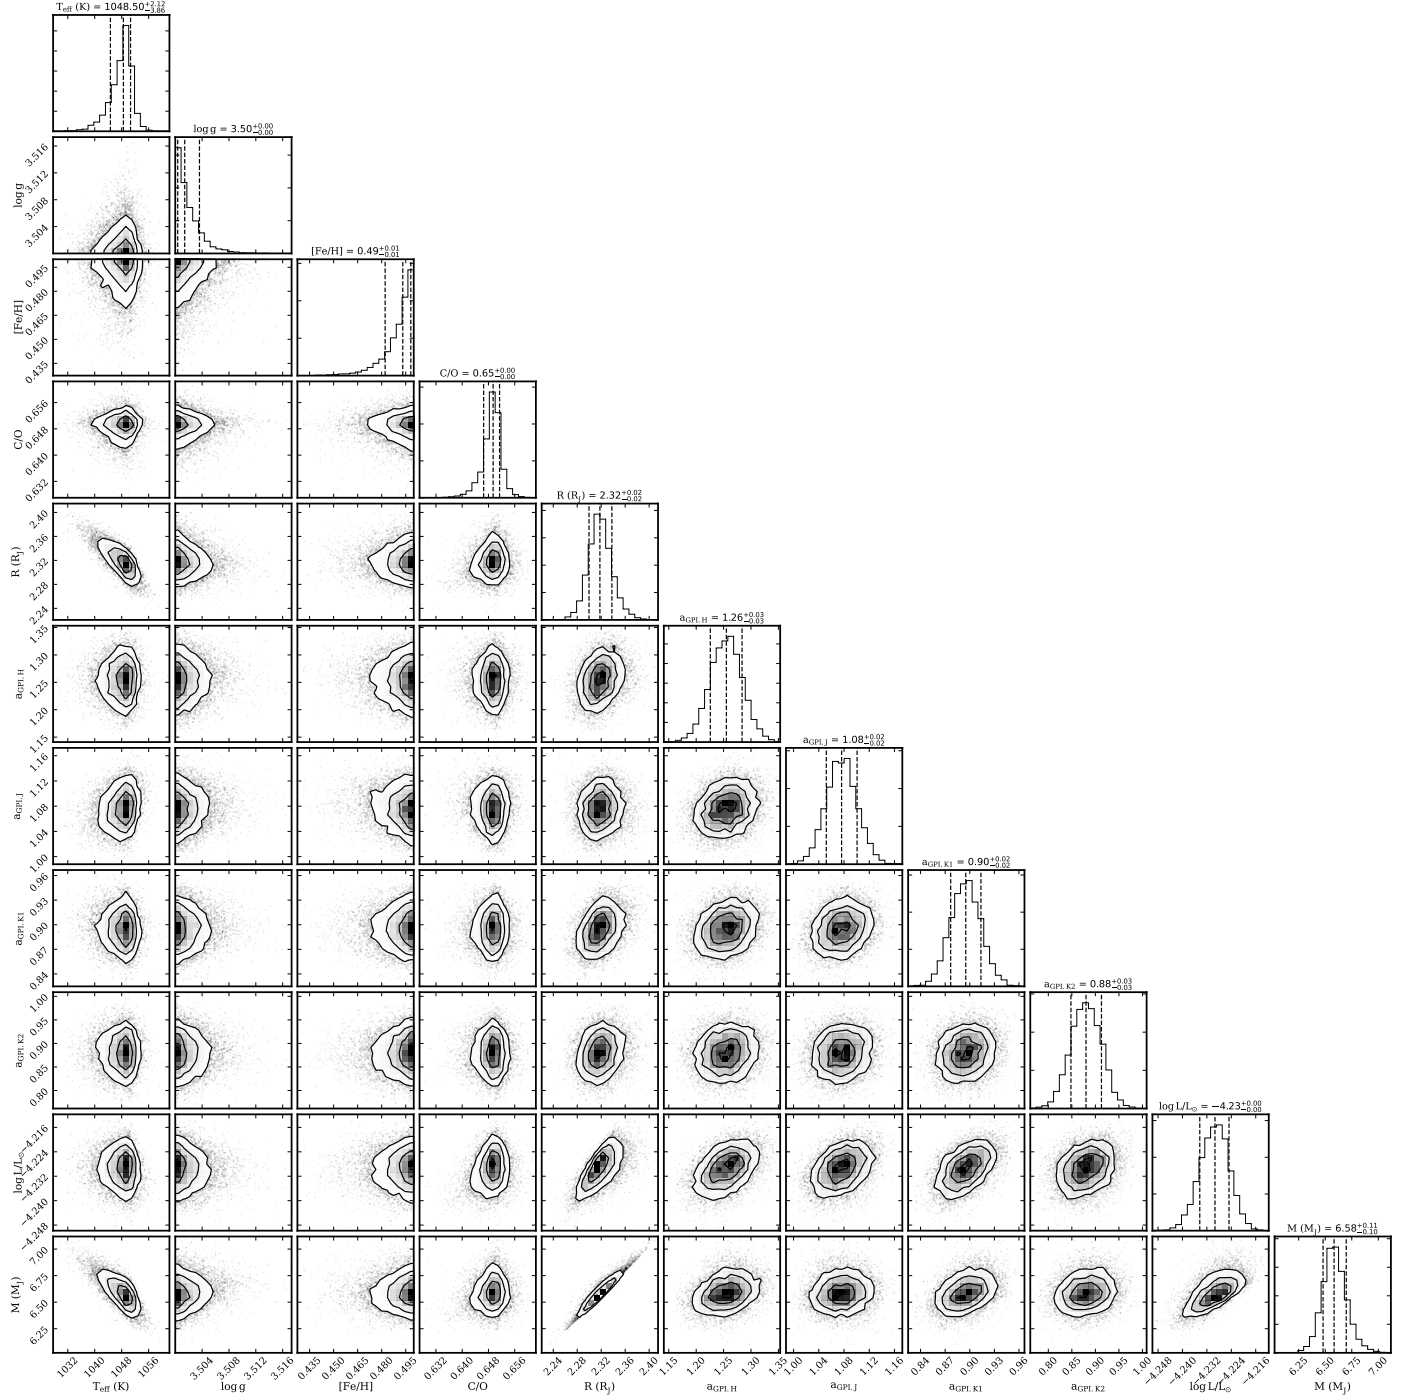 T_eff (K) = 1048.50 +2.12 −3.86
log g = 3.50 +0.00 −0.00
3.516
3.512
3.508
3.504
log g
[Fe/H] = 0.49 +0.01 −0.01
0.495
0.480
0.465
0.450
0.435
[Fe/H]
C/O = 0.65 +0.00 −0.00
0.656
0.648
0.640
0.632
C/O
R (R_J) = 2.32 +0.02 −0.02
2.40
2.36
2.32
2.28
2.24
R (R_J)
a_GPI.H = 1.26 +0.03 −0.03
1.35
1.30
1.25
1.20
1.15
a_GPI.H
a_GPI.J = 1.08 +0.02 −0.02
1.16
1.12
1.08
1.04
1.00
a_GPI.J
a_GPI.K1 = 0.90 +0.02 −0.02
0.96
0.93
0.90
0.87
0.84
a_GPI.K1
a_GPI.K2 = 0.88 +0.03 −0.03
1.00
0.95
0.90
0.85
0.80
a_GPI.K2
log L/L_⊙ = −4.23 +0.00 −0.00
−4.216
−4.224
−4.232
−4.240
−4.248
log L/L_⊙
M (M_J) = 6.58 +0.11 −0.10
7.00
6.75
6.50
6.25
M (M_J)
1032 1040 1048 1056 3.504 3.508 3.512 3.516 0.435 0.450 0.465 0.480 0.495 0.632 0.640 0.648 0.656 2.24 2.28 2.32 2.36 2.40 1.15 1.20 1.25 1.30 1.35 1.00 1.04 1.08 1.12 1.16 0.84 0.87 0.90 0.93 0.96 0.80 0.85 0.90 0.95 1.00 −4.248 −4.240 −4.232 −4.224 −4.216 6.25 6.50 6.75 7.00
T_eff (K) log g [Fe/H] C/O R (R_J) a_GPI.H a_GPI.J a_GPI.K1 a_GPI.K2 log L/L_⊙ M (M_J)